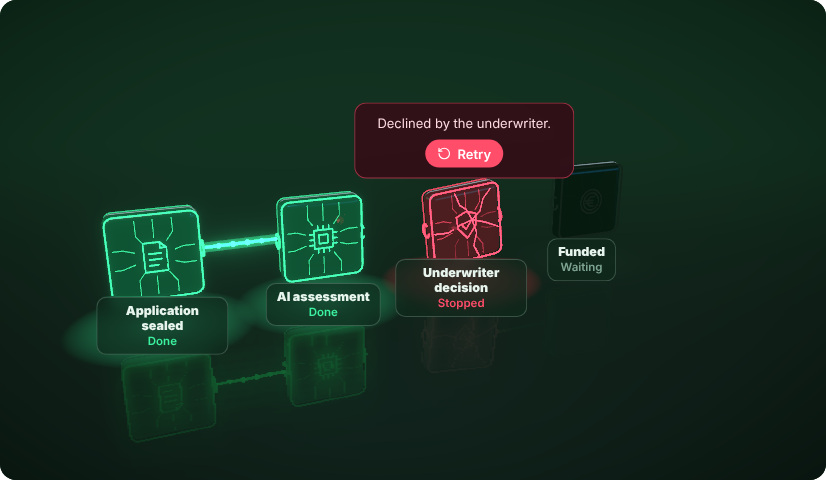 Declined by the underwriter.
Retry
Application
sealed
Done
AI assessment
Done
Underwriter
decision
Stopped
Funded
Waiting